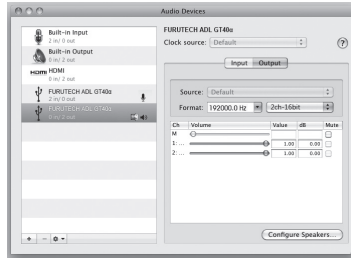 Audio Devices
Built-in Input
2 in/ 0 out
Built-in Output
0 in/ 2 out
HDMI HDMI
0 in/ 2 out
FURUTECH ADL GT40α
2 in/ 0 out
FURUTECH ADL GT40α
0 in/ 2 out
FURUTECH ADL GT40α
Clock source: Default
?
Input Output
Source: Default
Format: 192000.0 Hz 2ch-16bit
Ch Volume Value dB Mute
M
1: ... 1.00 0.00
2: ... 1.00 0.00
+ −
Configure Speakers...